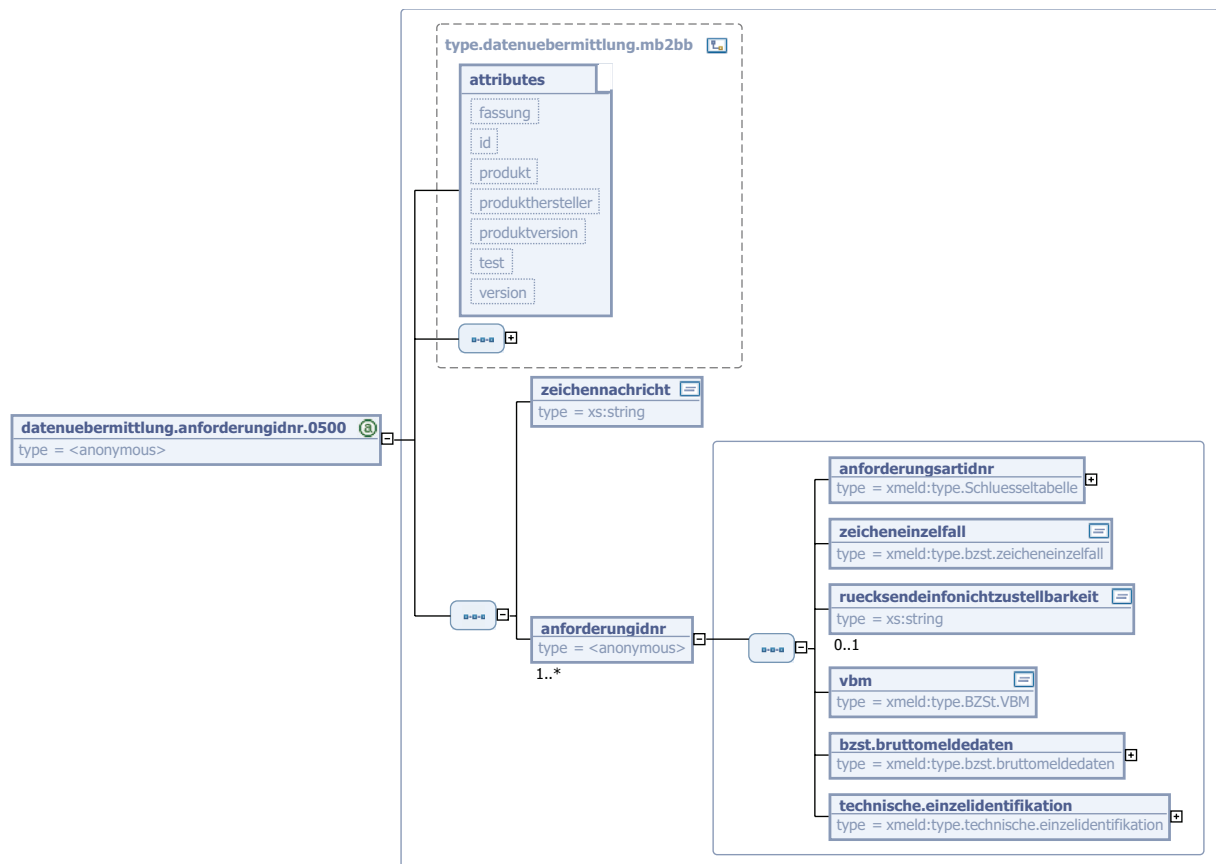 type.datenuebermittlung.mb2bb
attributes
fassung
id
produkt
produkthersteller
produktversion
test
version
zeichennachricht
type = xs:string
datenuebermittlung.anforderungidnr.0500
type = <anonymous>
anforderungidnr
type = <anonymous>
1..*
anforderungsartidnr
type = xmeld:type.Schluesseltabelle
zeicheneinzelfall
type = xmeld:type.bzst.zeicheneinzelfall
ruecksendeinfonichtzustellbarkeit
type = xs:string
0..1
vbm
type = xmeld:type.BZSt.VBM
bzst.bruttomeldedaten
type = xmeld:type.bzst.bruttomeldedaten
technische.einzelidentifikation
type = xmeld:type.technische.einzelidentifikation